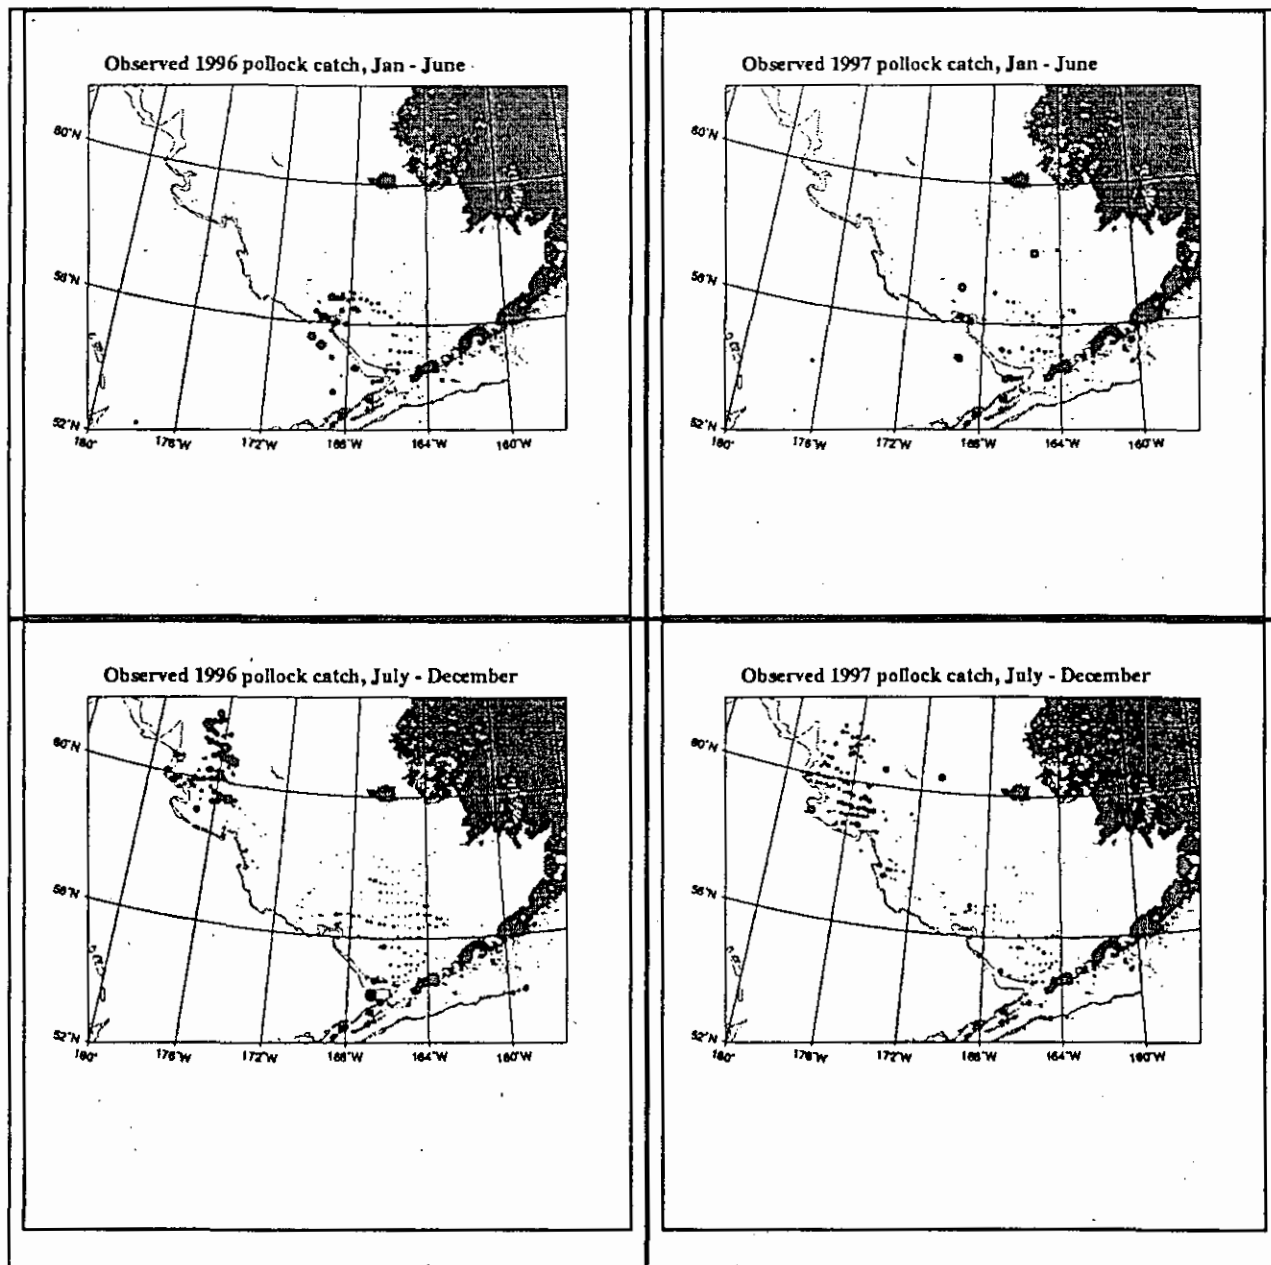 Observed 1996 pollock catch, Jan - June
60°N
56°N
52°N
180°
176°W
172°W
168°W
164°W
160°W
Observed 1997 pollock catch, Jan - June
60°N
56°N
52°N
180°
176°W
172°W
168°W
164°W
160°W
Observed 1996 pollock catch, July - December
60°N
56°N
52°N
180°
176°W
172°W
168°W
164°W
160°W
Observed 1997 pollock catch, July - December
60°N
56°N
52°N
180°
176°W
172°W
168°W
164°W
160°W